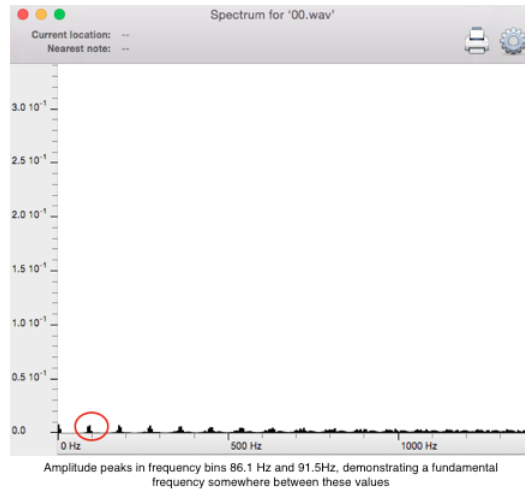 Spectrum for '00.wav'
Current location: --
Nearest note: --
3.0 10⁻¹
2.5 10⁻¹
2.0 10⁻¹
1.5 10⁻¹
1.0 10⁻¹
0.5 10⁻¹
0.0
0 Hz 500 Hz 1000 Hz
Amplitude peaks in frequency bins 86.1 Hz and 91.5Hz, demonstrating a fundamental
frequency somewhere between these values